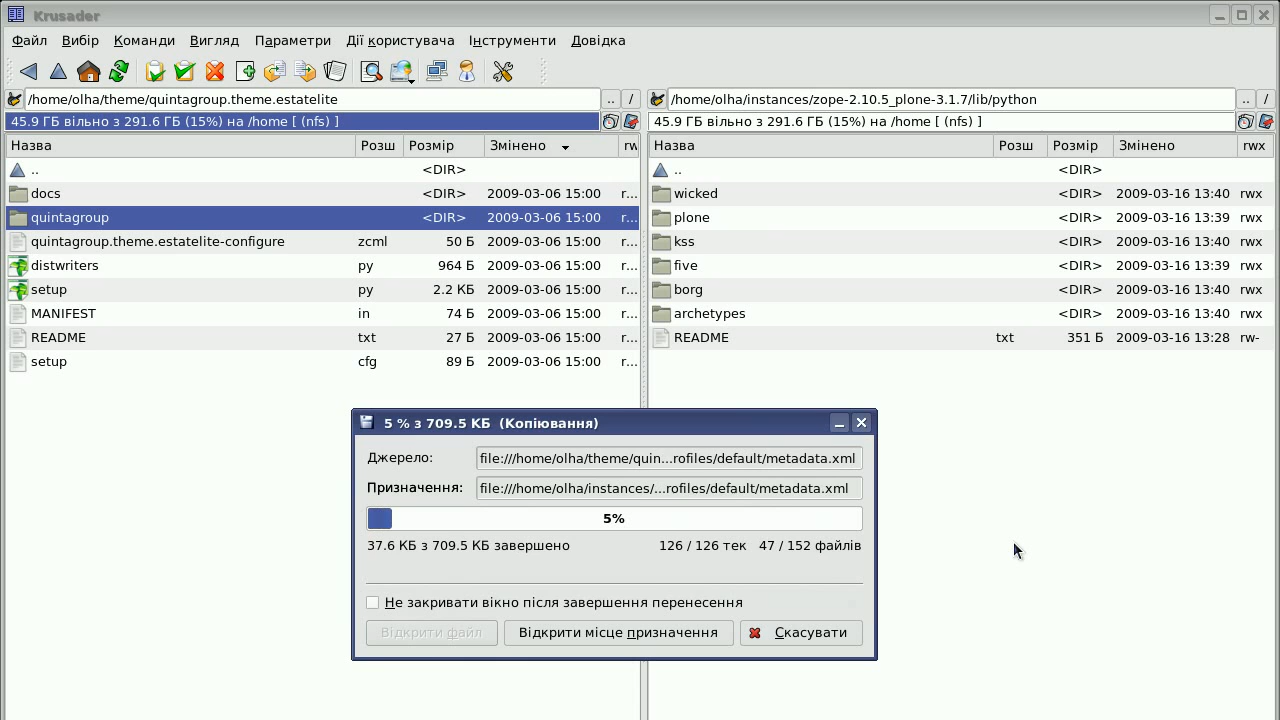 Krusader
Файл Вибір Команди Вигляд Параметри Дії користувача Інструменти Довідка
/home/olha/theme/quintagroup.theme.estatelite .. /
45.9 ГБ вільно з 291.6 ГБ (15%) на /home [ (nfs) ]
Назва Розш Розмір Змінено rw
.. <DIR>
docs <DIR> 2009-03-06 15:00 r...
quintagroup <DIR> 2009-03-06 15:00 r...
quintagroup.theme.estatelite-configure zcml 50 Б 2009-03-06 15:00 r...
distwriters py 964 Б 2009-03-06 15:00 r...
setup py 2.2 КБ 2009-03-06 15:00 r...
MANIFEST in 74 Б 2009-03-06 15:00 r...
README txt 27 Б 2009-03-06 15:00 r...
setup cfg 89 Б 2009-03-06 15:00 r...
/home/olha/instances/zope-2.10.5_plone-3.1.7/lib/python .. /
45.9 ГБ вільно з 291.6 ГБ (15%) на /home [ (nfs) ]
Назва Розш Розмір Змінено rwx
.. <DIR>
wicked <DIR> 2009-03-16 13:40 rwx
plone <DIR> 2009-03-16 13:39 rwx
kss <DIR> 2009-03-16 13:40 rwx
five <DIR> 2009-03-16 13:39 rwx
borg <DIR> 2009-03-16 13:40 rwx
archetypes <DIR> 2009-03-16 13:40 rwx
README txt 351 Б 2009-03-16 13:28 rw-
5 % з 709.5 КБ (Копіювання)
Джерело: file:///home/olha/theme/quin...rofiles/default/metadata.xml
Призначення: file:///home/olha/instances/...rofiles/default/metadata.xml
5%
37.6 КБ з 709.5 КБ завершено 126 / 126 тек 47 / 152 файлів
Не закривати вікно після завершення перенесення
Відкрити файл Відкрити місце призначення Скасувати